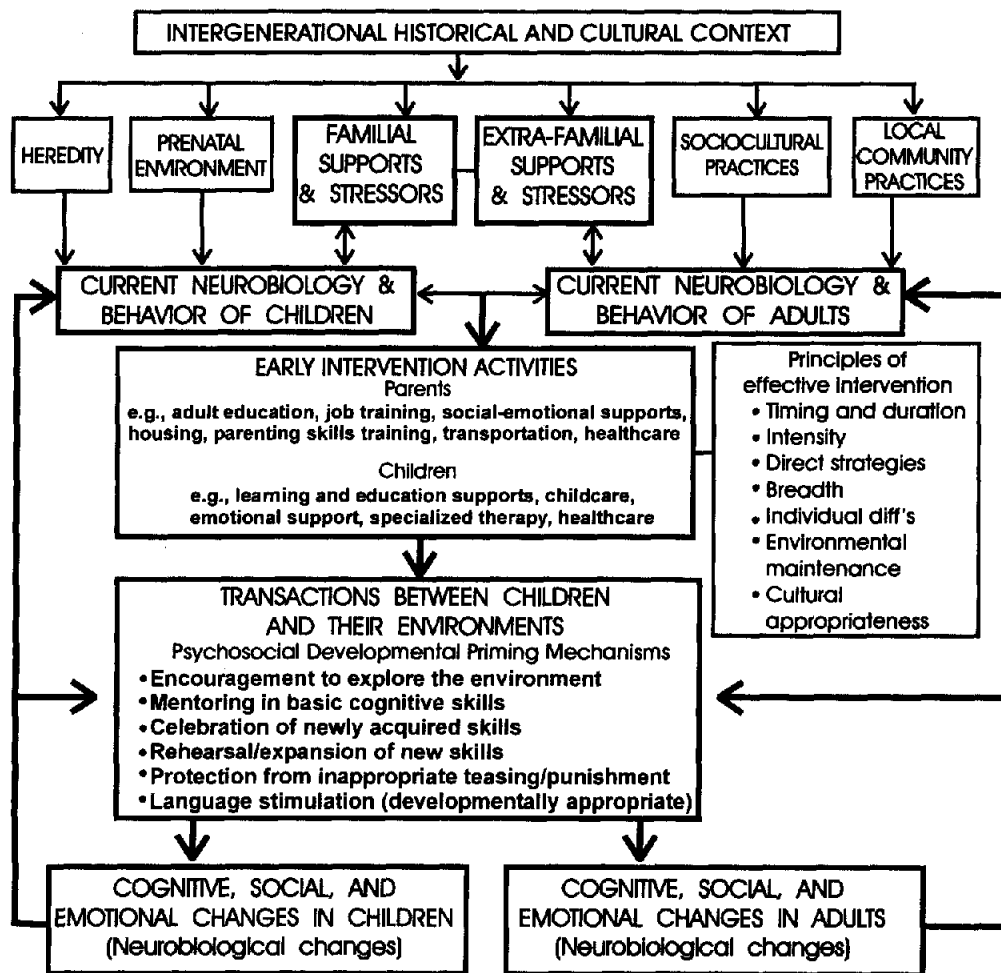 INTERGENERATIONAL HISTORICAL AND CULTURAL CONTEXT
HEREDITY
PRENATAL
ENVIRONMENT
FAMILIAL
SUPPORTS
& STRESSORS
EXTRA-FAMILIAL
SUPPORTS
& STRESSORS
SOCIOCULTURAL
PRACTICES
LOCAL
COMMUNITY
PRACTICES
CURRENT NEUROBIOLOGY &
BEHAVIOR OF CHILDREN
CURRENT NEUROBIOLOGY &
BEHAVIOR OF ADULTS
EARLY INTERVENTION ACTIVITIES
Parents
e.g., adult education, job training, social-emotional supports,
housing, parenting skills training, transportation, healthcare
Children
e.g., learning and education supports, childcare,
emotional support, specialized therapy, healthcare
Principles of
effective intervention
• Timing and duration
• Intensity
• Direct strategies
• Breadth
• Individual diff's
• Environmental
maintenance
• Cultural
appropriateness
TRANSACTIONS BETWEEN CHILDREN
AND THEIR ENVIRONMENTS
Psychosocial Developmental Priming Mechanisms
•Encouragement to explore the environment
•Mentoring in basic cognitive skills
•Celebration of newly acquired skills
•Rehearsal/expansion of new skills
•Protection from inappropriate teasing/punishment
•Language stimulation (developmentally appropriate)
COGNITIVE, SOCIAL, AND
EMOTIONAL CHANGES IN CHILDREN
(Neurobiological changes)
COGNITIVE, SOCIAL, AND
EMOTIONAL CHANGES IN ADULTS
(Neurobiological changes)